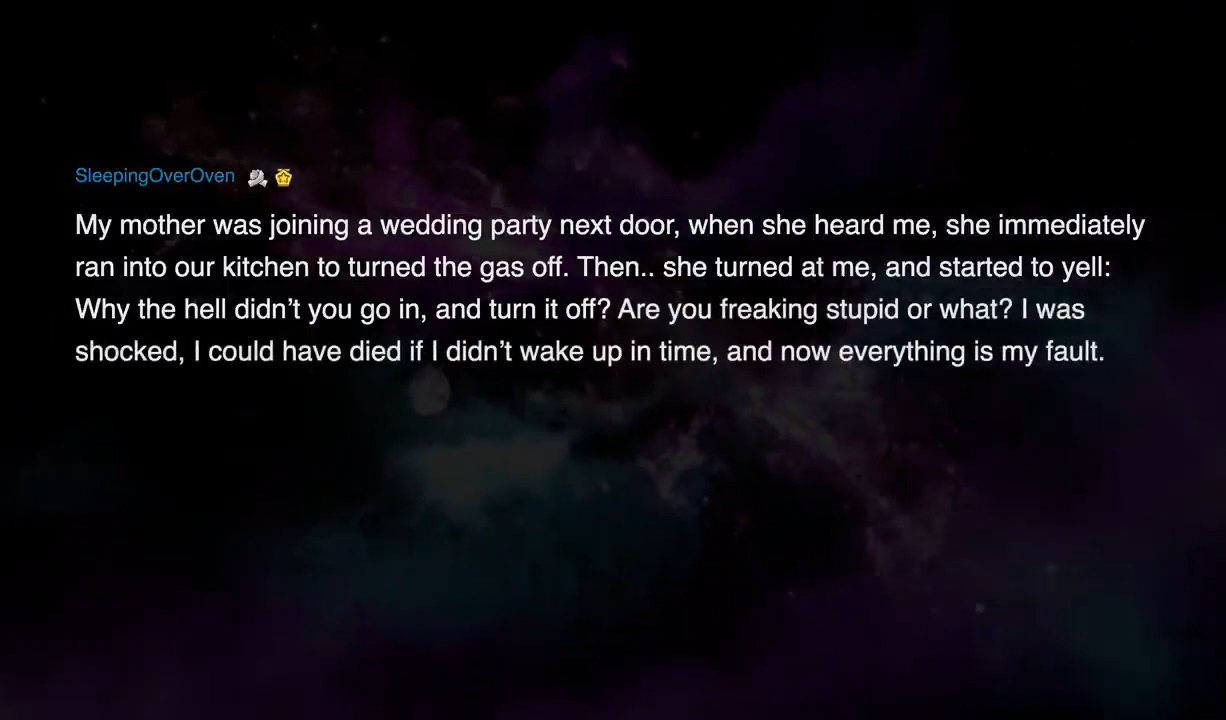 SleepingOverOven
My mother was joining a wedding party next door, when she heard me, she immediately
ran into our kitchen to turned the gas off. Then.. she turned at me, and started to yell:
Why the hell didn’t you go in, and turn it off? Are you freaking stupid or what? I was
shocked, I could have died if I didn’t wake up in time, and now everything is my fault.